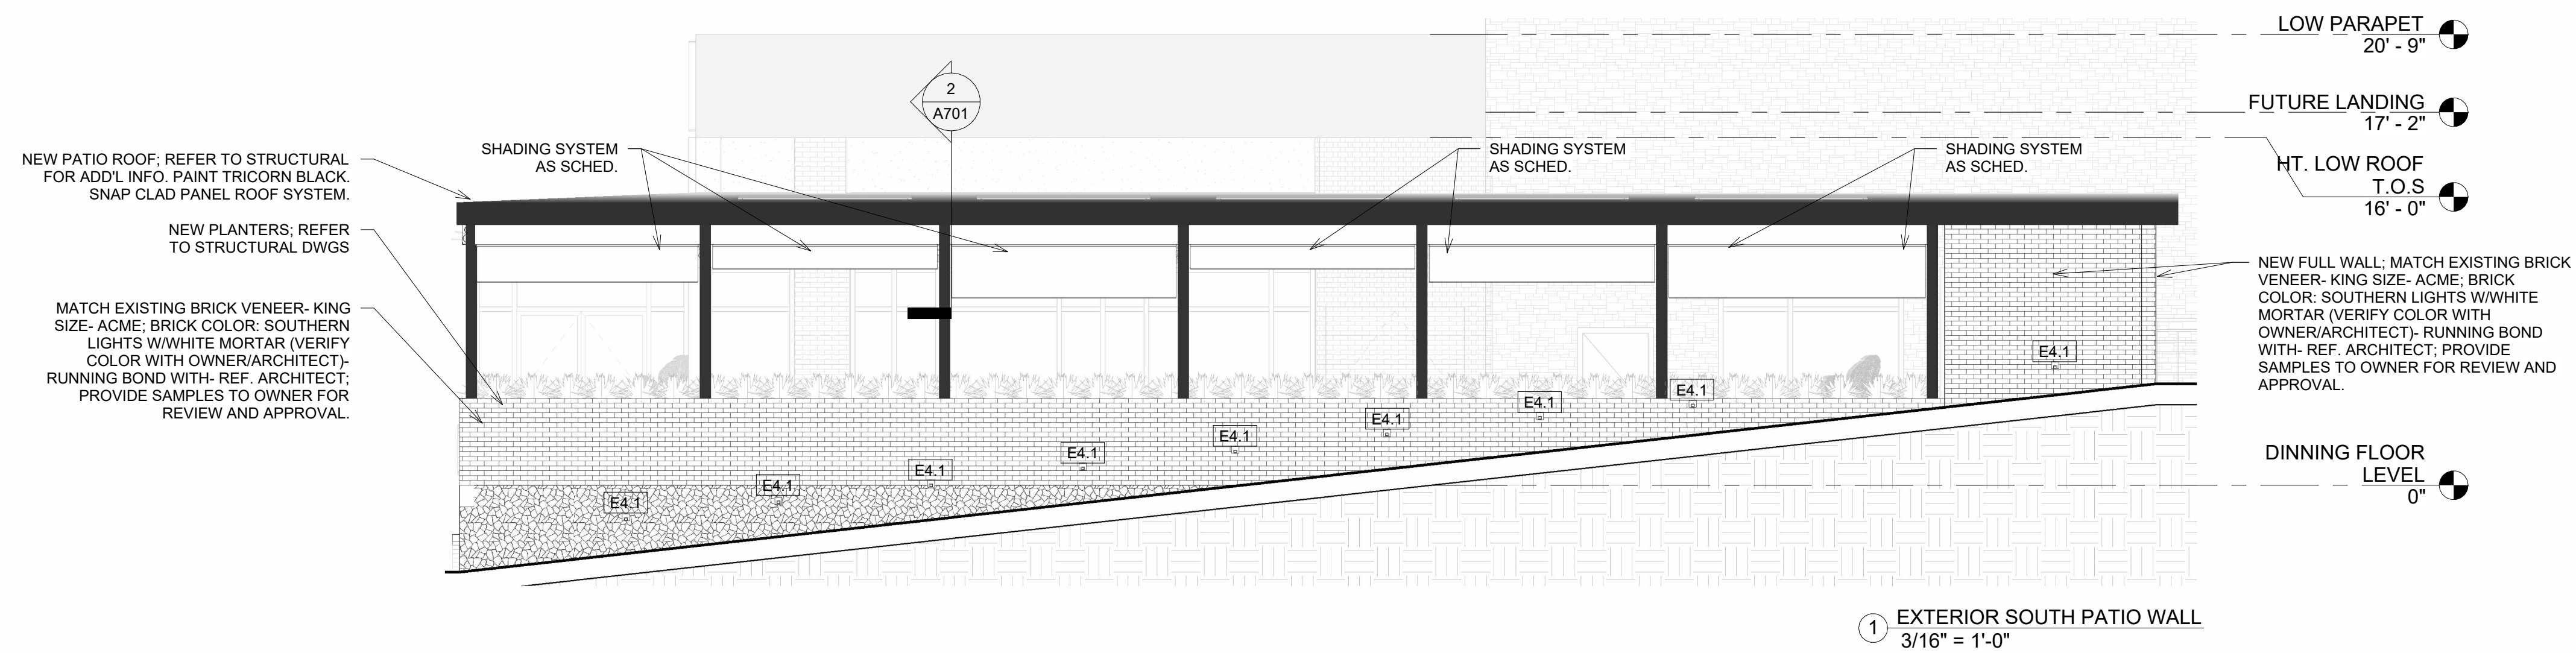 LOW PARAPET
20' - 9"
FUTURE LANDING
17' - 2"
HT. LOW ROOF
T.O.S
16' - 0"
2
A701
NEW PATIO ROOF; REFER TO STRUCTURAL
FOR ADD'L INFO. PAINT TRICORN BLACK.
SNAP CLAD PANEL ROOF SYSTEM.
SHADING SYSTEM
AS SCHED.
SHADING SYSTEM
AS SCHED.
SHADING SYSTEM
AS SCHED.
NEW PLANTERS; REFER
TO STRUCTURAL DWGS
MATCH EXISTING BRICK VENEER- KING
SIZE- ACME; BRICK COLOR: SOUTHERN
LIGHTS W/WHITE MORTAR (VERIFY
COLOR WITH OWNER/ARCHITECT)-
RUNNING BOND WITH- REF. ARCHITECT;
PROVIDE SAMPLES TO OWNER FOR
REVIEW AND APPROVAL.
NEW FULL WALL; MATCH EXISTING BRICK
VENEER- KING SIZE- ACME; BRICK
COLOR: SOUTHERN LIGHTS W/WHITE
MORTAR (VERIFY COLOR WITH
OWNER/ARCHITECT)- RUNNING BOND
WITH- REF. ARCHITECT; PROVIDE
SAMPLES TO OWNER FOR REVIEW AND
APPROVAL.
E4.1
E4.1
E4.1
E4.1
E4.1
E4.1
E4.1
E4.1
E4.1
DINNING FLOOR
LEVEL
0"
1
EXTERIOR SOUTH PATIO WALL
3/16" = 1'-0"